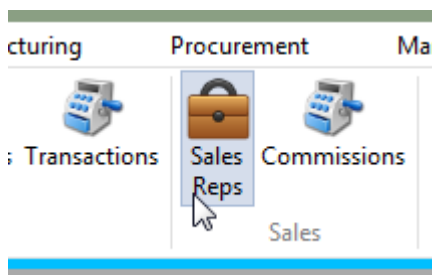 cturing Procurement Ma
s Transactions Sales Reps Commissions
Sales